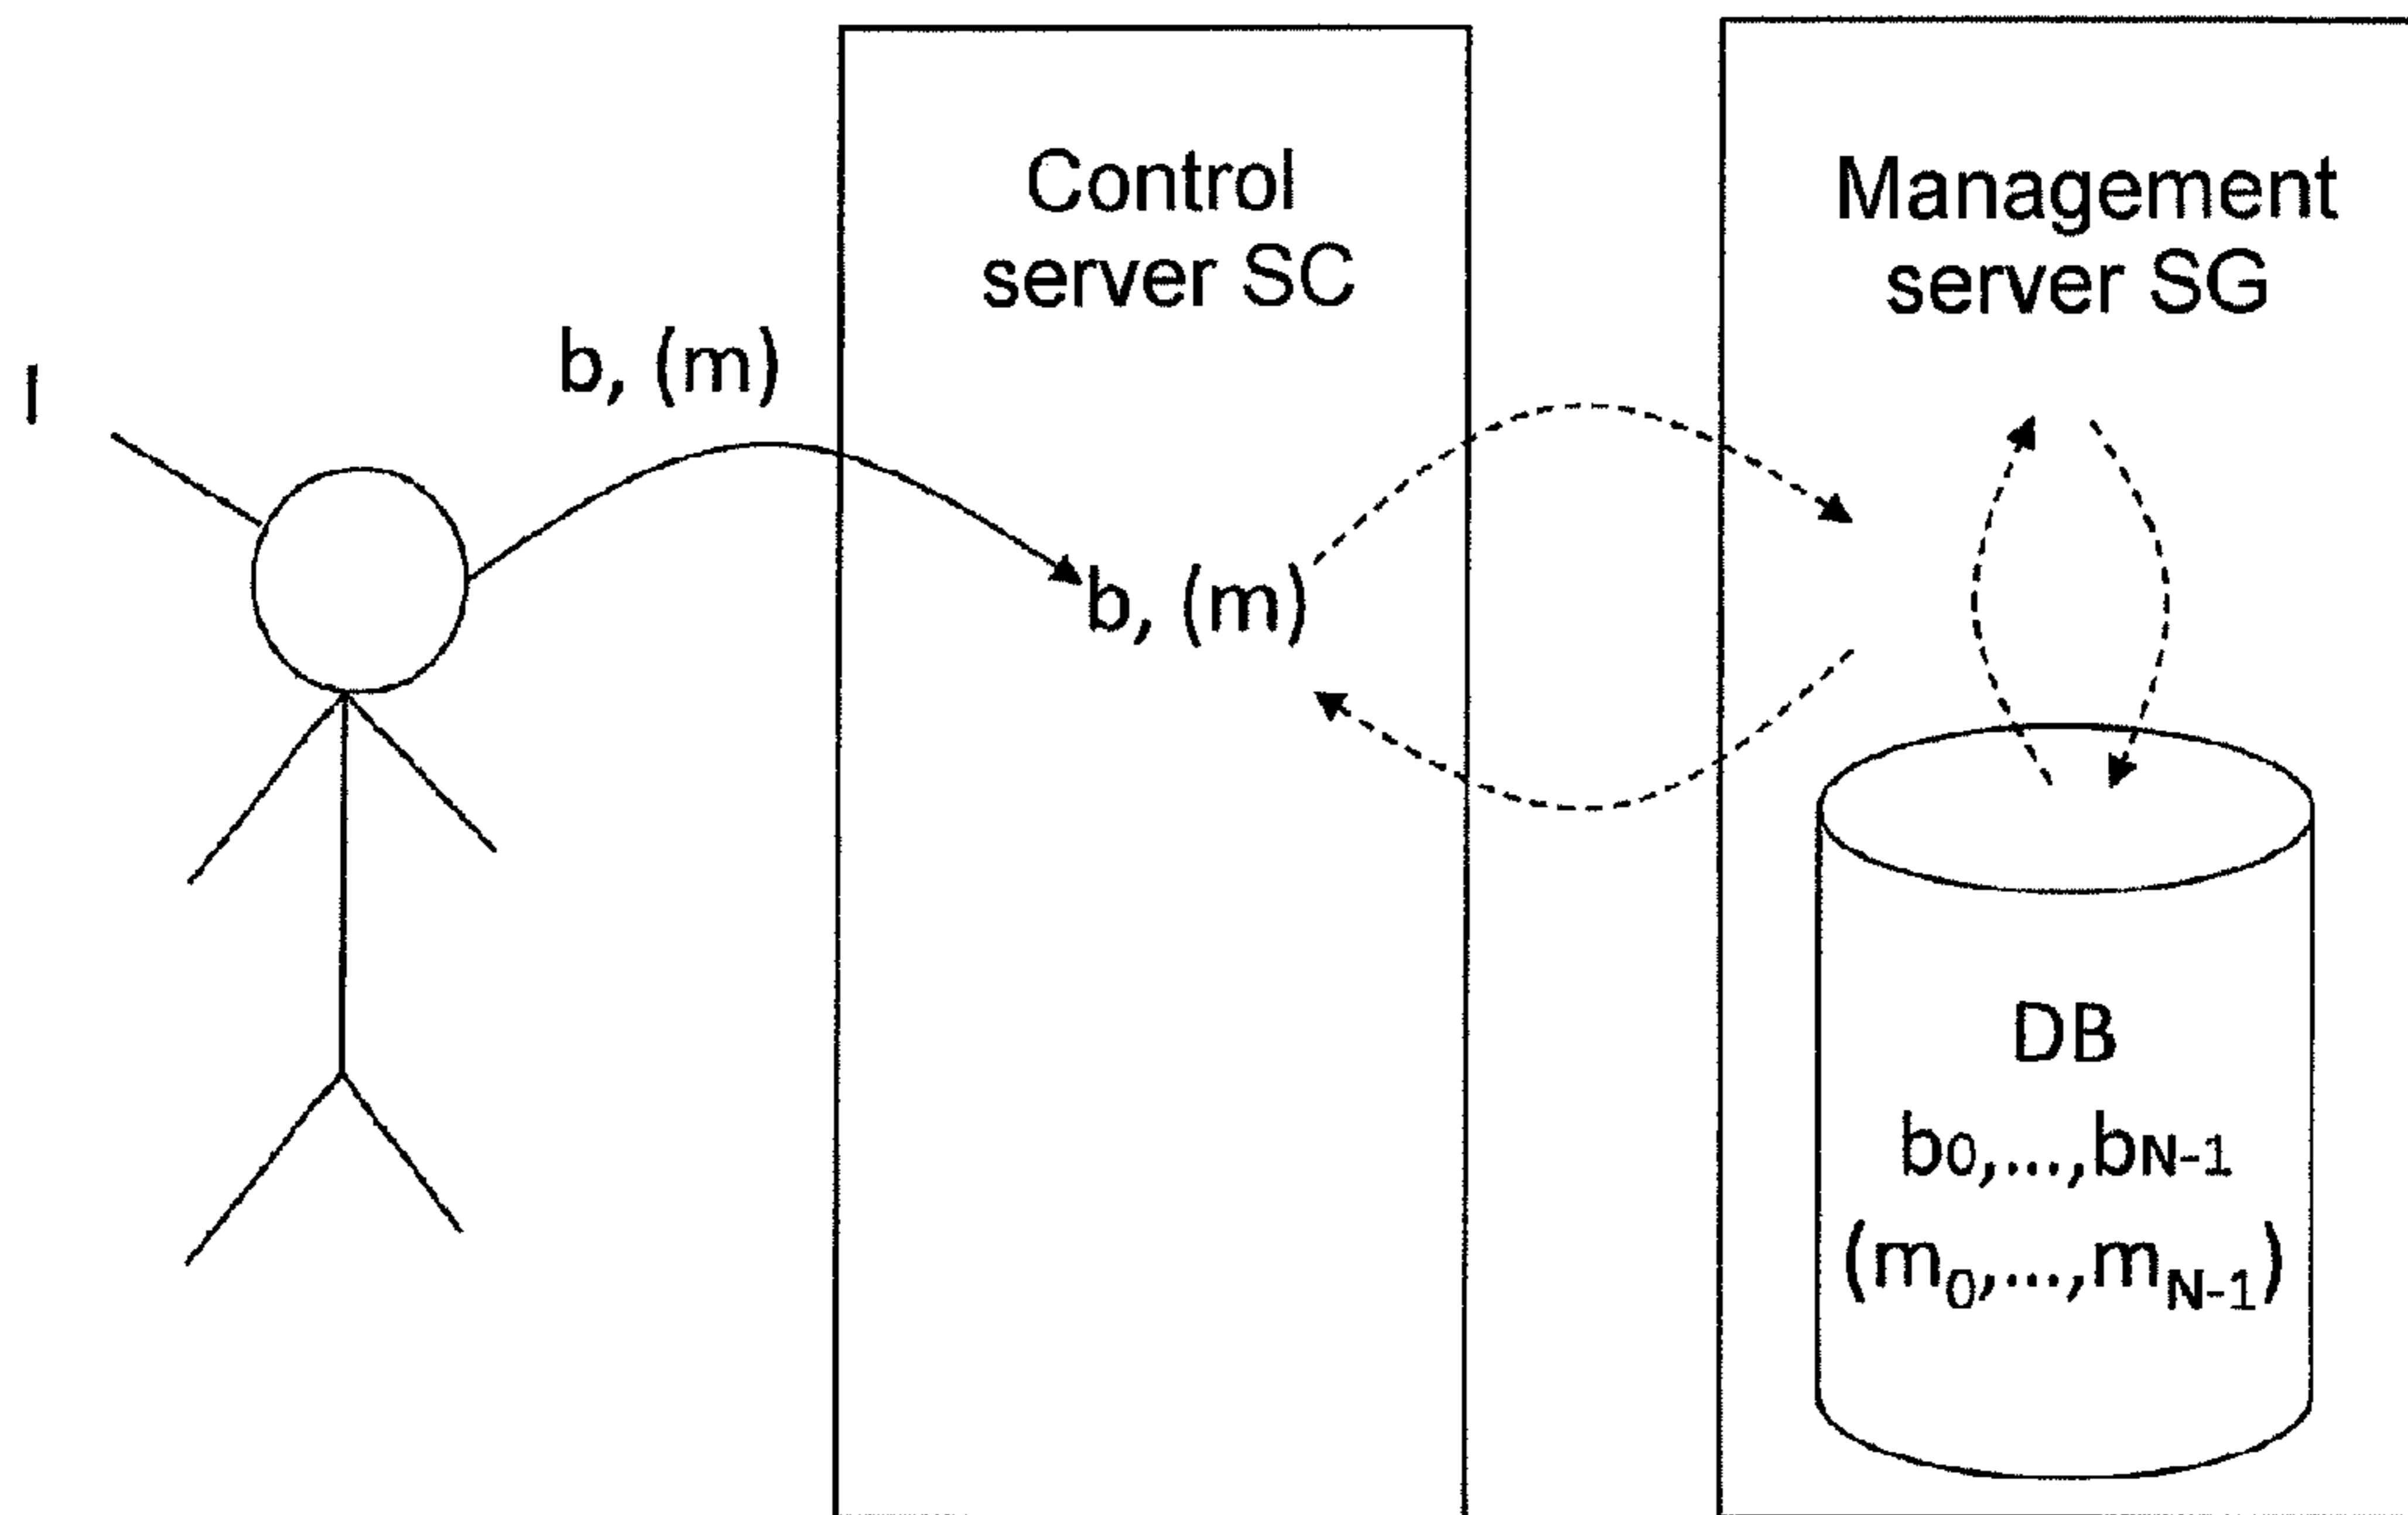 I
b, (m)
Control
server SC
b, (m)
Management
server SG
DB
b0,...,bN-1
(m0,...,mN-1)